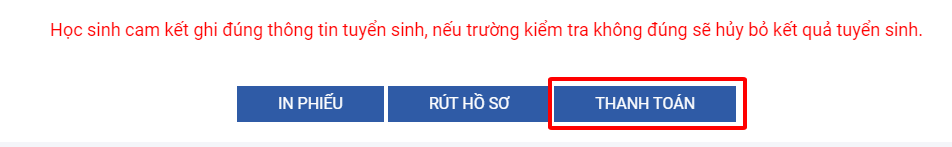 Học sinh cam kết ghi đúng thông tin tuyển sinh, nếu trường kiểm tra không đúng sẽ hủy bỏ kết quả tuyển sinh.
IN PHIẾU RÚT HỒ SƠ THANH TOÁN